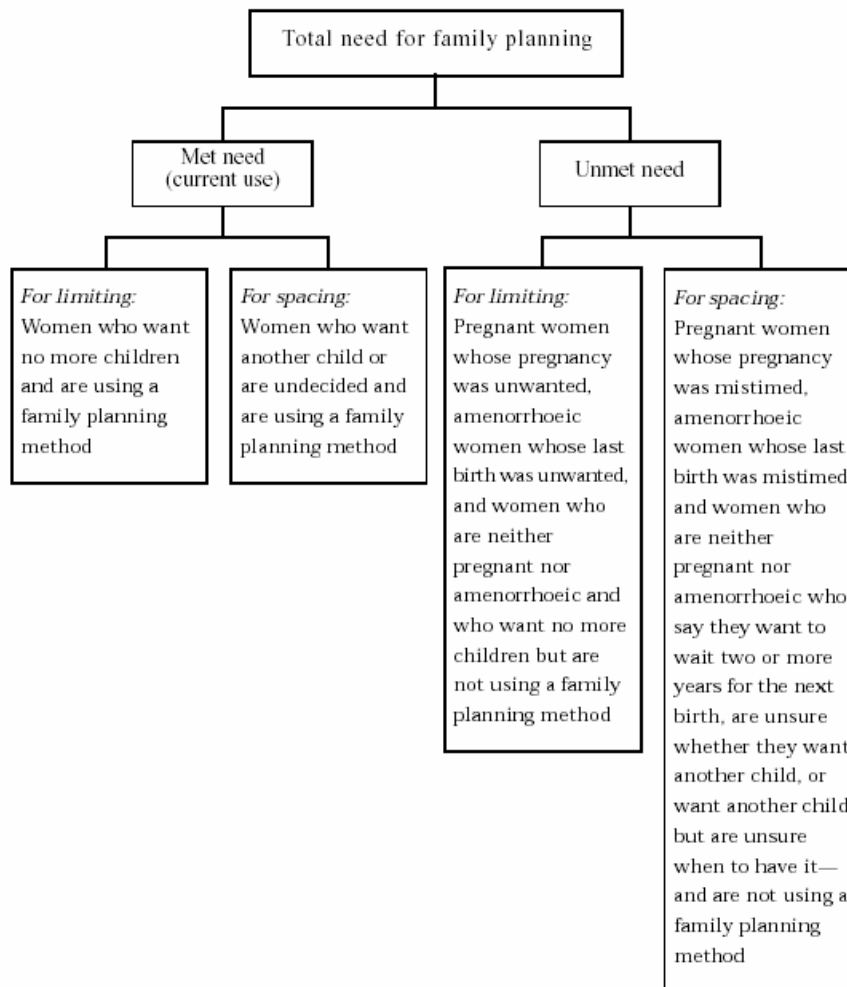 Total need for family planning
Met need
(current use)
Unmet need
For limiting:
Women who want
no more children
and are using a
family planning
method
For spacing:
Women who want
another child or
are undecided and
are using a family
planning method
For limiting:
Pregnant women
whose pregnancy
was unwanted,
amenorrhoeic
women whose last
birth was unwanted,
and women who
are neither
pregnant nor
amenorrhoeic and
who want no more
children but are
not using a family
planning method
For spacing:
Pregnant women
whose pregnancy
was mistimed,
amenorrhoeic
women whose last
birth was mistimed
and women who
are neither
pregnant nor
amenorrhoeic who
say they want to
wait two or more
years for the next
birth, are unsure
whether they want
another child, or
want another child
but are unsure
when to have it—
and are not using a
family planning
method